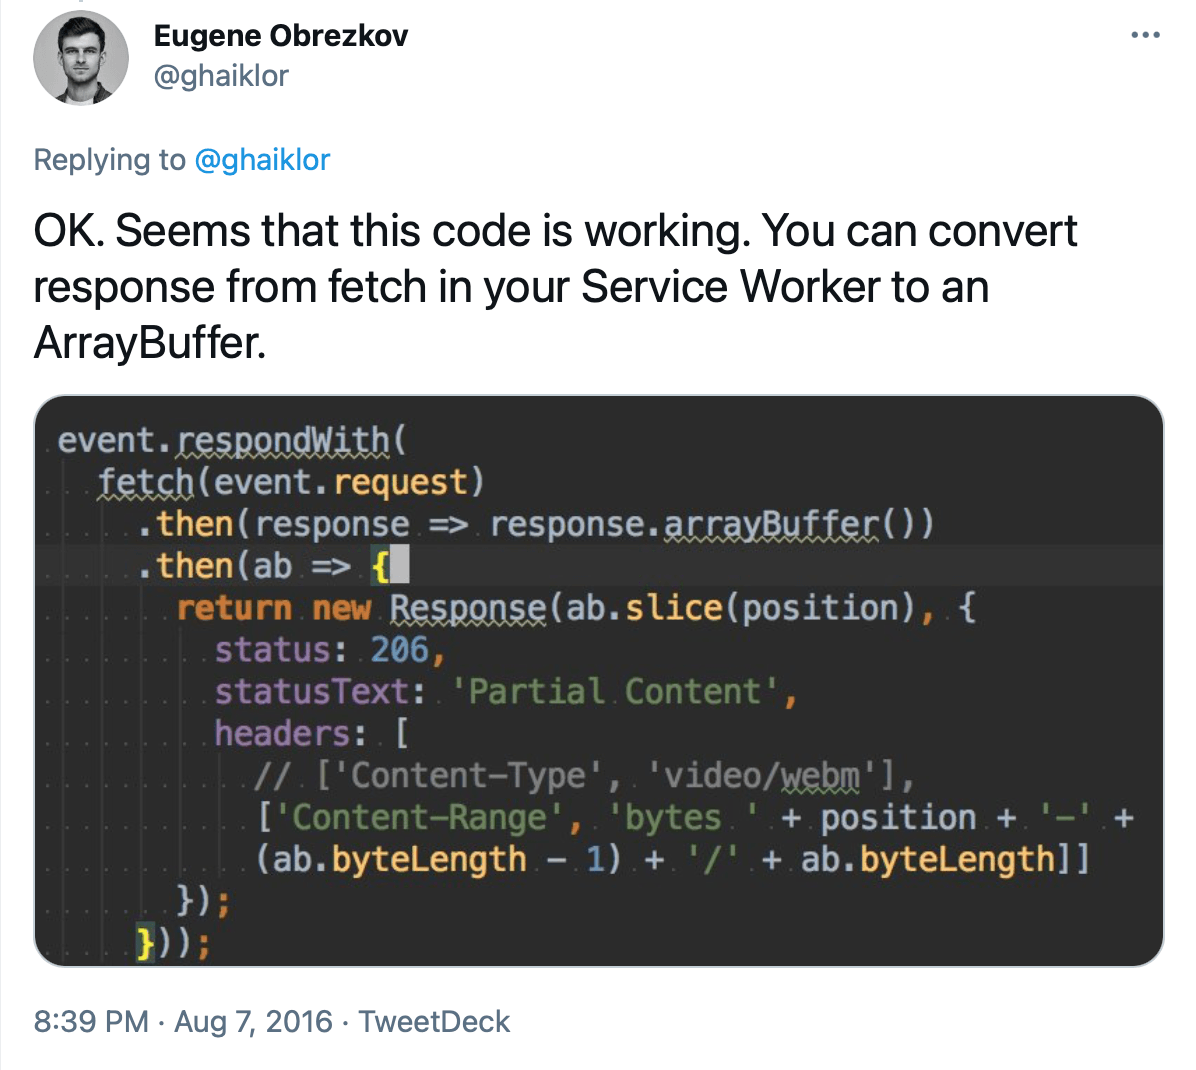 Eugene Obrezkov
@ghaiklor
Replying to @ghaiklor
OK. Seems that this code is working. You can convert
response from fetch in your Service Worker to an
ArrayBuffer.
event.respondWith(
fetch(event.request)
.then(response => response.arrayBuffer())
.then(ab => {
return new Response(ab.slice(position), {
status: 206,
statusText: 'Partial Content',
headers: [
// ['Content-Type', 'video/webm'],
['Content-Range', 'bytes ' + position + '-' +
(ab.byteLength - 1) + '/' + ab.byteLength]]
});
}));
8:39 PM · Aug 7, 2016 · TweetDeck